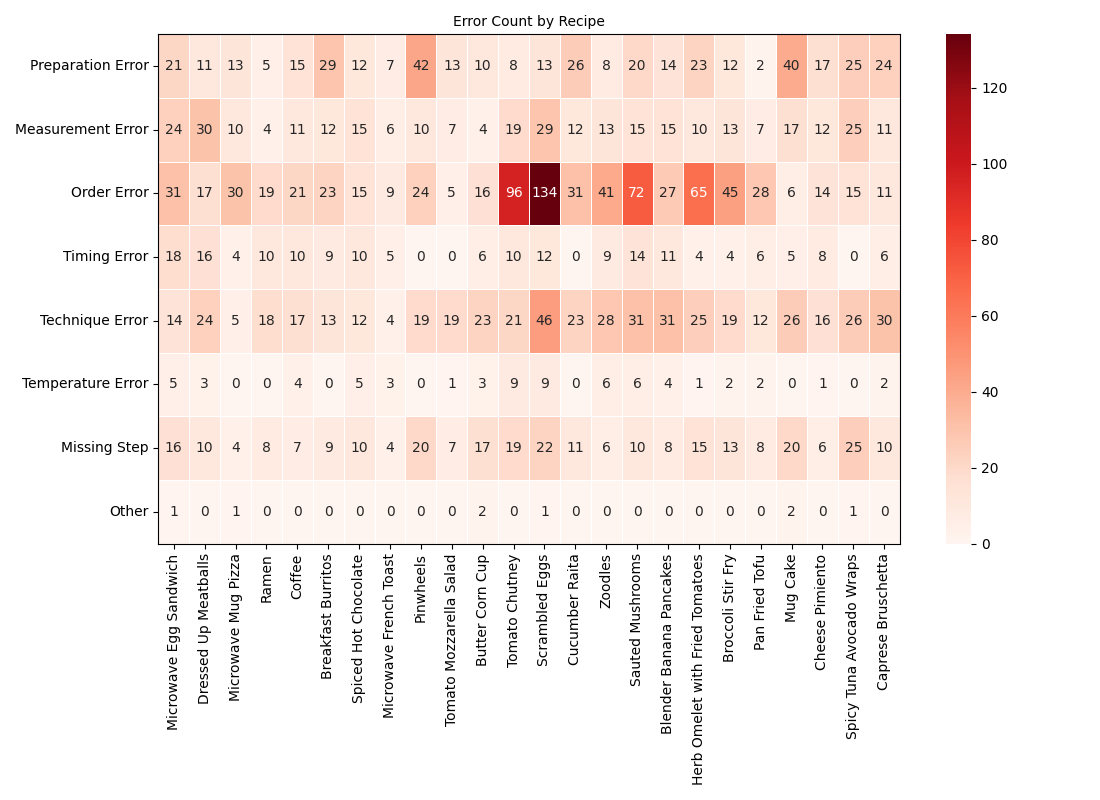 Error Count by Recipe
Preparation Error 21 11 13 5 15 29 12 7 42 13 10 8 13 26 8 20 14 23 12 2 40 17 25 24
Measurement Error 24 30 10 4 11 12 15 6 10 7 4 19 29 12 13 15 15 10 13 7 17 12 25 11
Order Error 31 17 30 19 21 23 15 9 24 5 16 96 134 31 41 72 27 65 45 28 6 14 15 11
Timing Error 18 16 4 10 10 9 10 5 0 0 6 10 12 0 9 14 11 4 4 6 5 8 0 6
Technique Error 14 24 5 18 17 13 12 4 19 19 23 21 46 23 28 31 31 25 19 12 26 16 26 30
Temperature Error 5 3 0 0 4 0 5 3 0 1 3 9 9 0 6 6 4 1 2 2 0 1 0 2
Missing Step 16 10 4 8 7 9 10 4 20 7 17 19 22 11 6 10 8 15 13 8 20 6 25 10
Other 1 0 1 0 0 0 0 0 0 0 2 0 1 0 0 0 0 0 0 0 2 0 1 0
Microwave Egg Sandwich
Dressed Up Meatballs
Microwave Mug Pizza
Ramen
Coffee
Breakfast Burritos
Spiced Hot Chocolate
Microwave French Toast
Pinwheels
Tomato Mozzarella Salad
Butter Corn Cup
Tomato Chutney
Scrambled Eggs
Cucumber Raita
Zoodles
Sauted Mushrooms
Blender Banana Pancakes
Herb Omelet with Fried Tomatoes
Broccoli Stir Fry
Pan Fried Tofu
Mug Cake
Cheese Pimiento
Spicy Tuna Avocado Wraps
Caprese Bruschetta
120
100
80
60
40
20
0